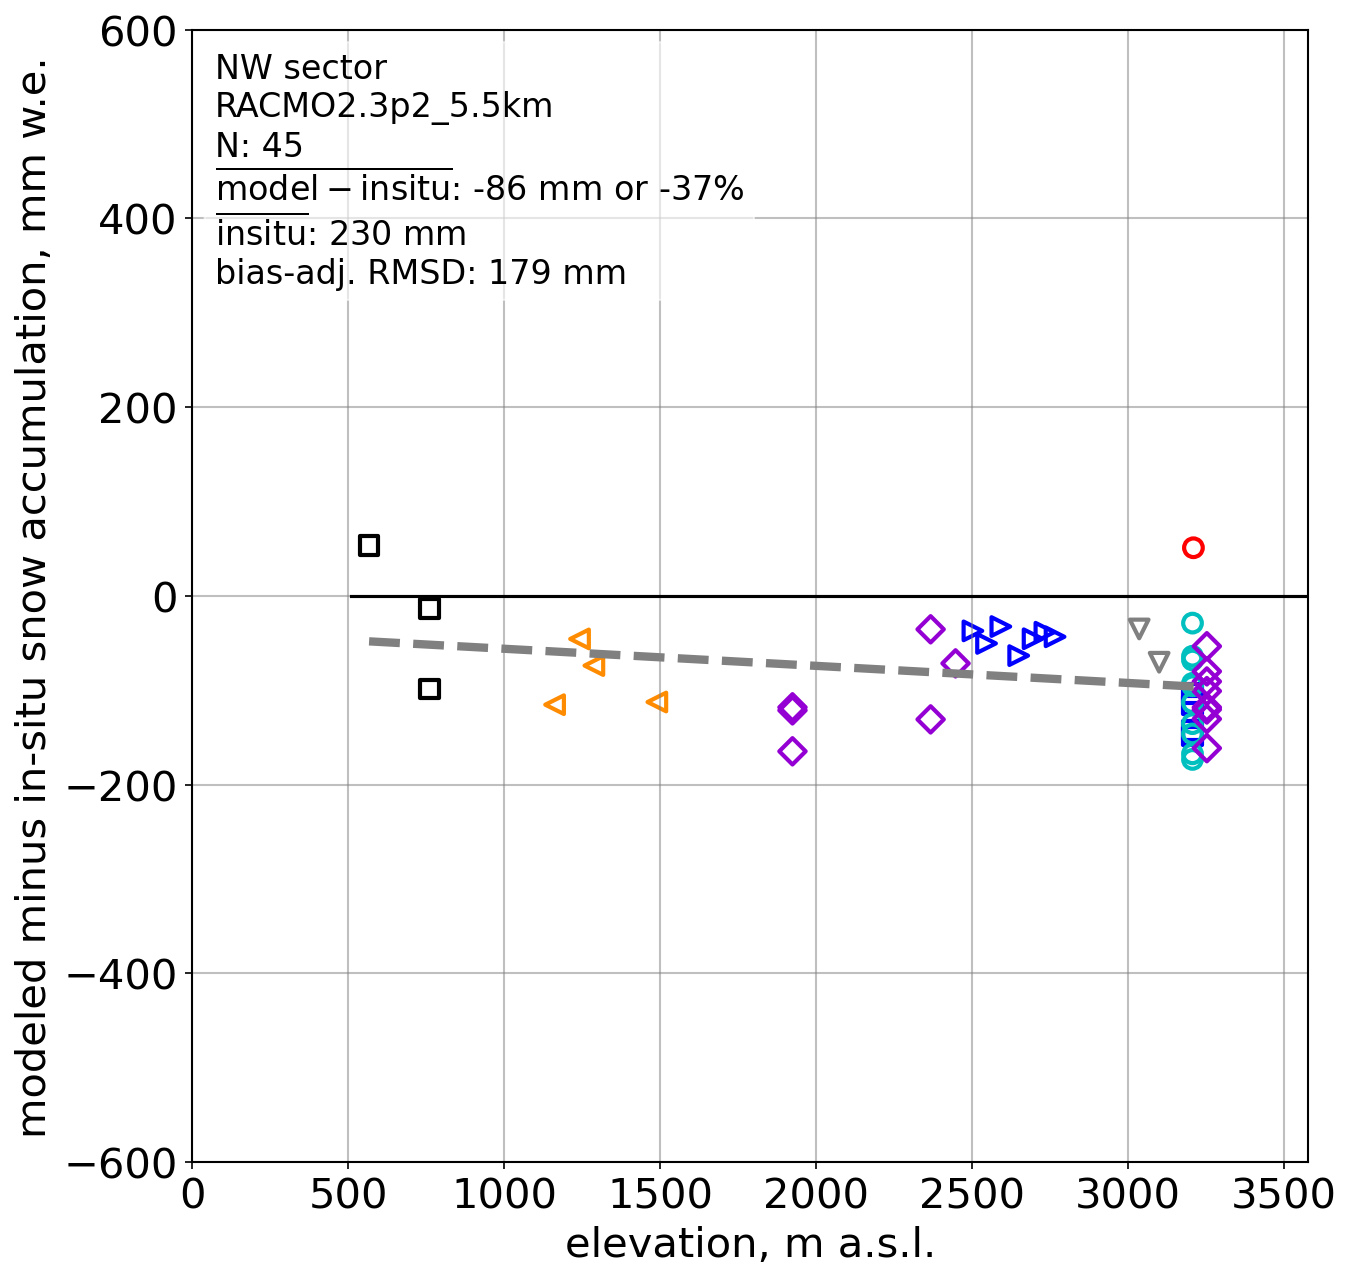 modeled minus in-situ snow accumulation, mm w.e.
600
400
200
0
−200
−400
−600
NW sector
RACMO2.3p2_5.5km
N: 45
model − insitu: -86 mm or -37%
insitu: 230 mm
bias-adj. RMSD: 179 mm
0 500 1000 1500 2000 2500 3000 3500
elevation, m a.s.l.